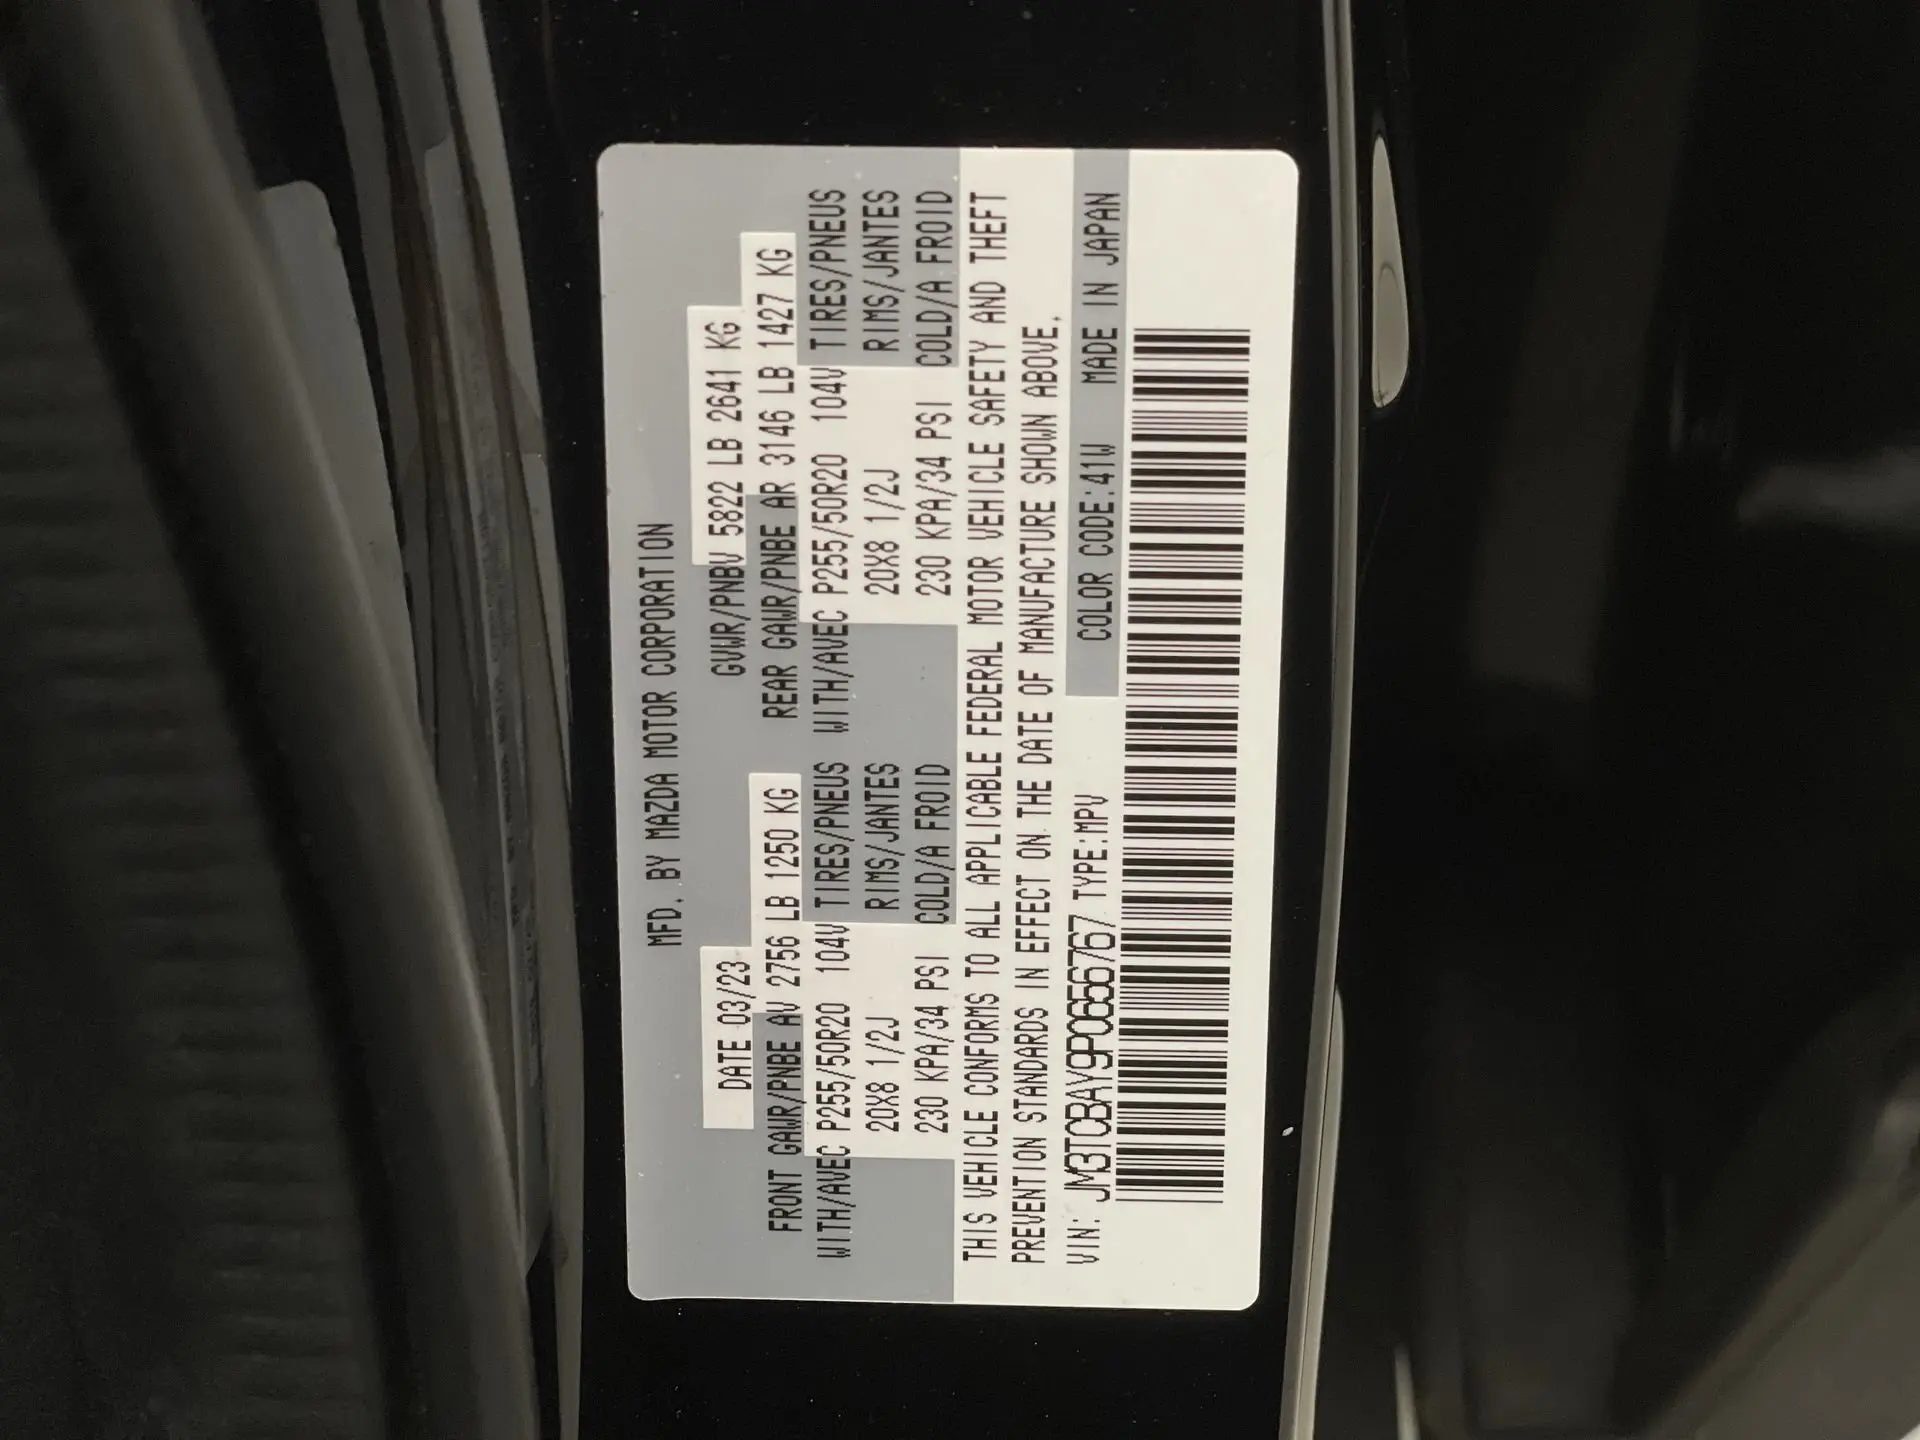 MFD. BY MAZDA MOTOR CORPORATION
DATE 03/23 GVWR/PNBV 5822 LB 2641 KG
FRONT GAWR/PNBE AV 2756 LB 1250 KG REAR GAWR/PNBE AR 3146 LB 1427 KG
WITH/AVEC P255/50R20 104V TIRES/PNEUS WITH/AVEC P255/50R20 104V TIRES/PNEUS
20X8 1/2J RIMS/JANTES 20X8 1/2J RIMS/JANTES
230 KPA/34 PSI COLD/A FROID 230 KPA/34 PSI COLD/A FROID
THIS VEHICLE CONFORMS TO ALL APPLICABLE FEDERAL MOTOR VEHICLE SAFETY AND THEFT
PREVENTION STANDARDS IN EFFECT ON THE DATE OF MANUFACTURE SHOWN ABOVE.
VIN: JM3TCBAY9P0656767 TYPE:MPV COLOR CODE:41W MADE IN JAPAN